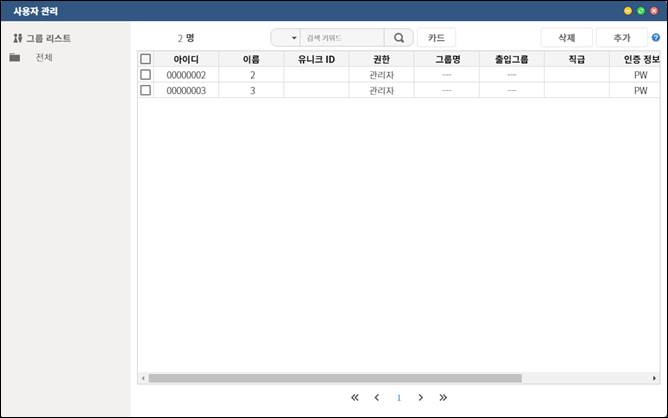 사용자 관리
그룹 리스트
전체
2 명 검색 키워드 카드 삭제 추가 ?
아이디 이름 유니크 ID 권한 그룹명 출입그룹 직급 인증 정보
00000002 2 관리자 --- --- PW
00000003 3 관리자 --- --- PW
1